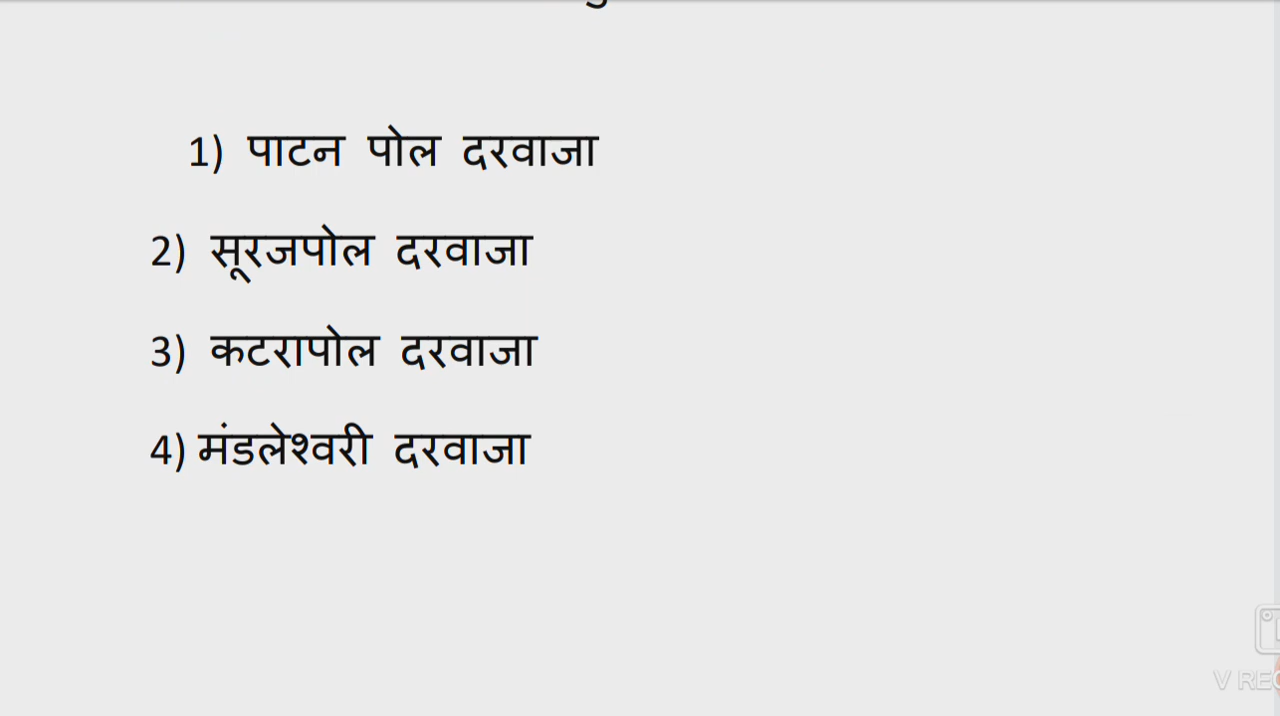 1) पाटन पोल दरवाजा
2) सूरजपोल दरवाजा
3) कटरापोल दरवाजा
4) मंडलेश्वरी दरवाजा